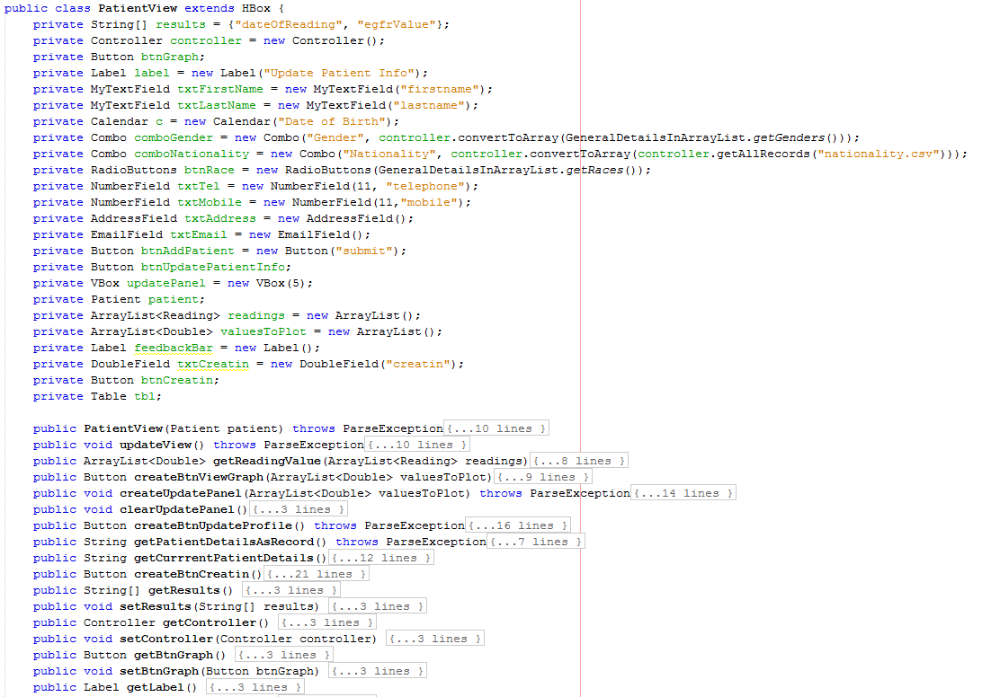 public class PatientView extends HBox {
    private String[] results = {"dateOfReading", "egfrValue"};
    private Controller controller = new Controller();
    private Button btnGraph;
    private Label label = new Label("Update Patient Info");
    private MyTextField txtFirstName = new MyTextField("firstname");
    private MyTextField txtLastName = new MyTextField("lastname");
    private Calendar c = new Calendar("Date of Birth");
    private Combo comboGender = new Combo("Gender", controller.convertToArray(GeneralDetailsInArrayList.getGenders()));
    private Combo comboNationality = new Combo("Nationality", controller.convertToArray(controller.getAllRecords("nationality.csv")));
    private RadioButtons btnRace = new RadioButtons(GeneralDetailsInArrayList.getRaces());
    private NumberField txtTel = new NumberField(11, "telephone");
    private NumberField txtMobile = new NumberField(11,"mobile");
    private AddressField txtAddress = new AddressField();
    private EmailField txtEmail = new EmailField();
    private Button btnAddPatient = new Button("submit");
    private Button btnUpdatePatientInfo;
    private VBox updatePanel = new VBox(5);
    private Patient patient;
    private ArrayList<Reading> readings = new ArrayList();
    private ArrayList<Double> valuesToPlot = new ArrayList();
    private Label feedbackBar = new Label();
    private DoubleField txtCreatin = new DoubleField("creatin");
    private Button btnCreatin;
    private Table tbl;
    public PatientView(Patient patient) throws ParseException {...10 lines }
    public void updateView() throws ParseException {...10 lines }
    public ArrayList<Double> getReadingValue(ArrayList<Reading> readings) {...8 lines }
    public Button createBtnViewGraph(ArrayList<Double> valuesToPlot) {...9 lines }
    public void createUpdatePanel(ArrayList<Double> valuesToPlot) throws ParseException {...14 lines }
    public void clearUpdatePanel() {...3 lines }
    public Button createBtnUpdateProfile() throws ParseException {...16 lines }
    public String getPatientDetailsAsRecord() throws ParseException {...7 lines }
    public String getCurrrentPatientDetails() {...12 lines }
    public Button createBtnCreatin() {...21 lines }
    public String[] getResults() {...3 lines }
    public void setResults(String[] results) {...3 lines }
    public Controller getController() {...3 lines }
    public void setController(Controller controller) {...3 lines }
    public Button getBtnGraph() {...3 lines }
    public void setBtnGraph(Button btnGraph) {...3 lines }
    public Label getLabel() {...3 lines }